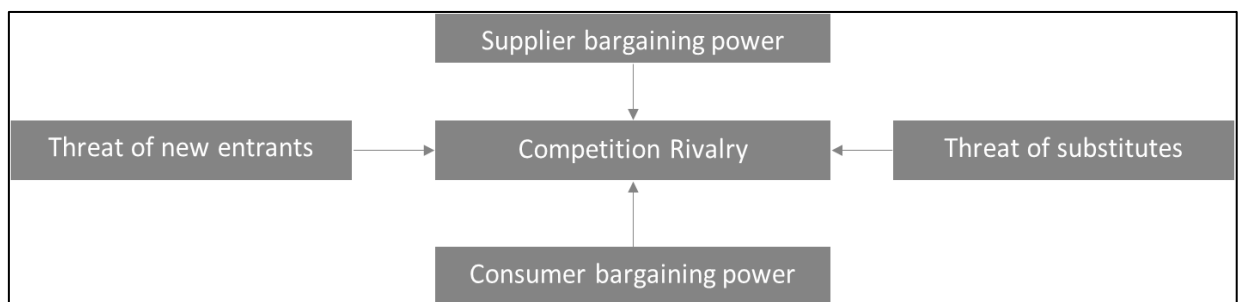 Supplier bargaining power
Threat of new entrants
Competition Rivalry
Threat of substitutes
Consumer bargaining power